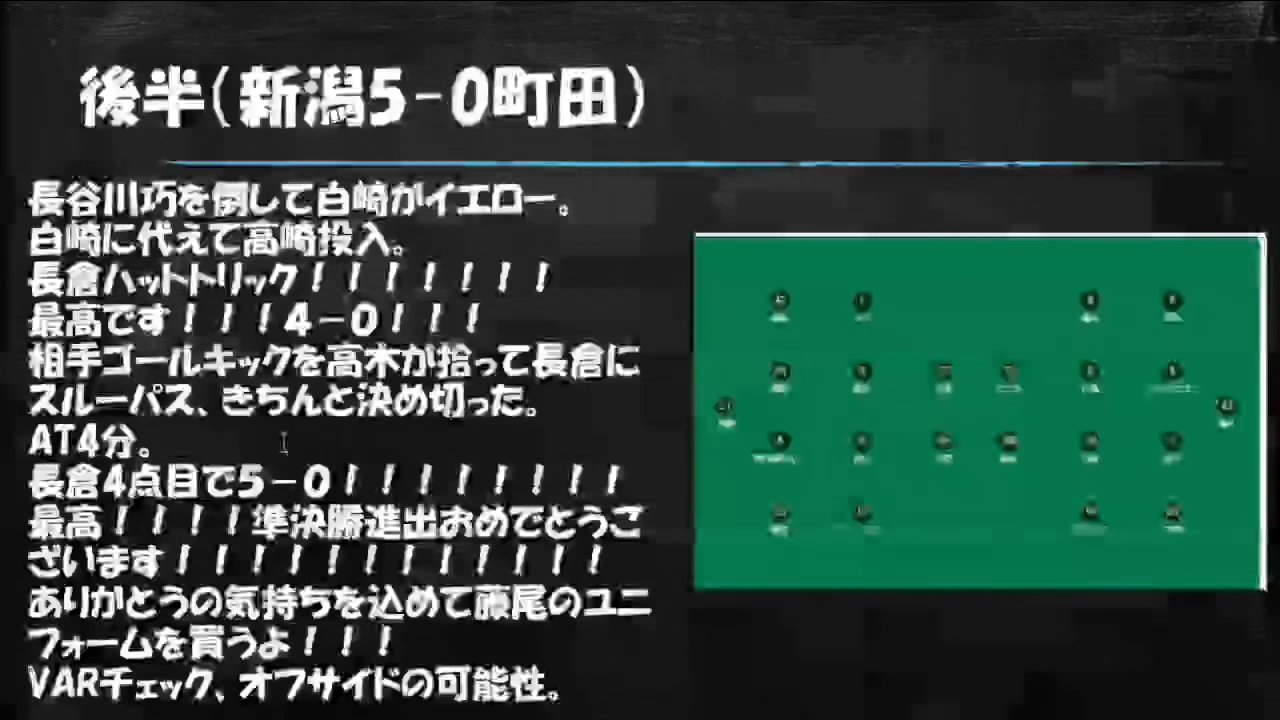 後半(新潟5-0町田)
長谷川巧を倒して白崎がイエロー。
白崎に代えて高崎投入。
長倉ハットトリック！！！！！！！
最高です！！！4－0！！！
相手ゴールキックを高木が拾って長倉に
スルーパス、きちんと決め切った。
AT4分。
長倉4点目で5－0！！！！！！！！
最高！！！！準決勝進出おめでとうご
ざいます！！！！！！！！！！！！
ありがとうの気持ちを込めて藤尾のユニ
フォームを買うよ！！！
VARチェック、オフサイドの可能性。